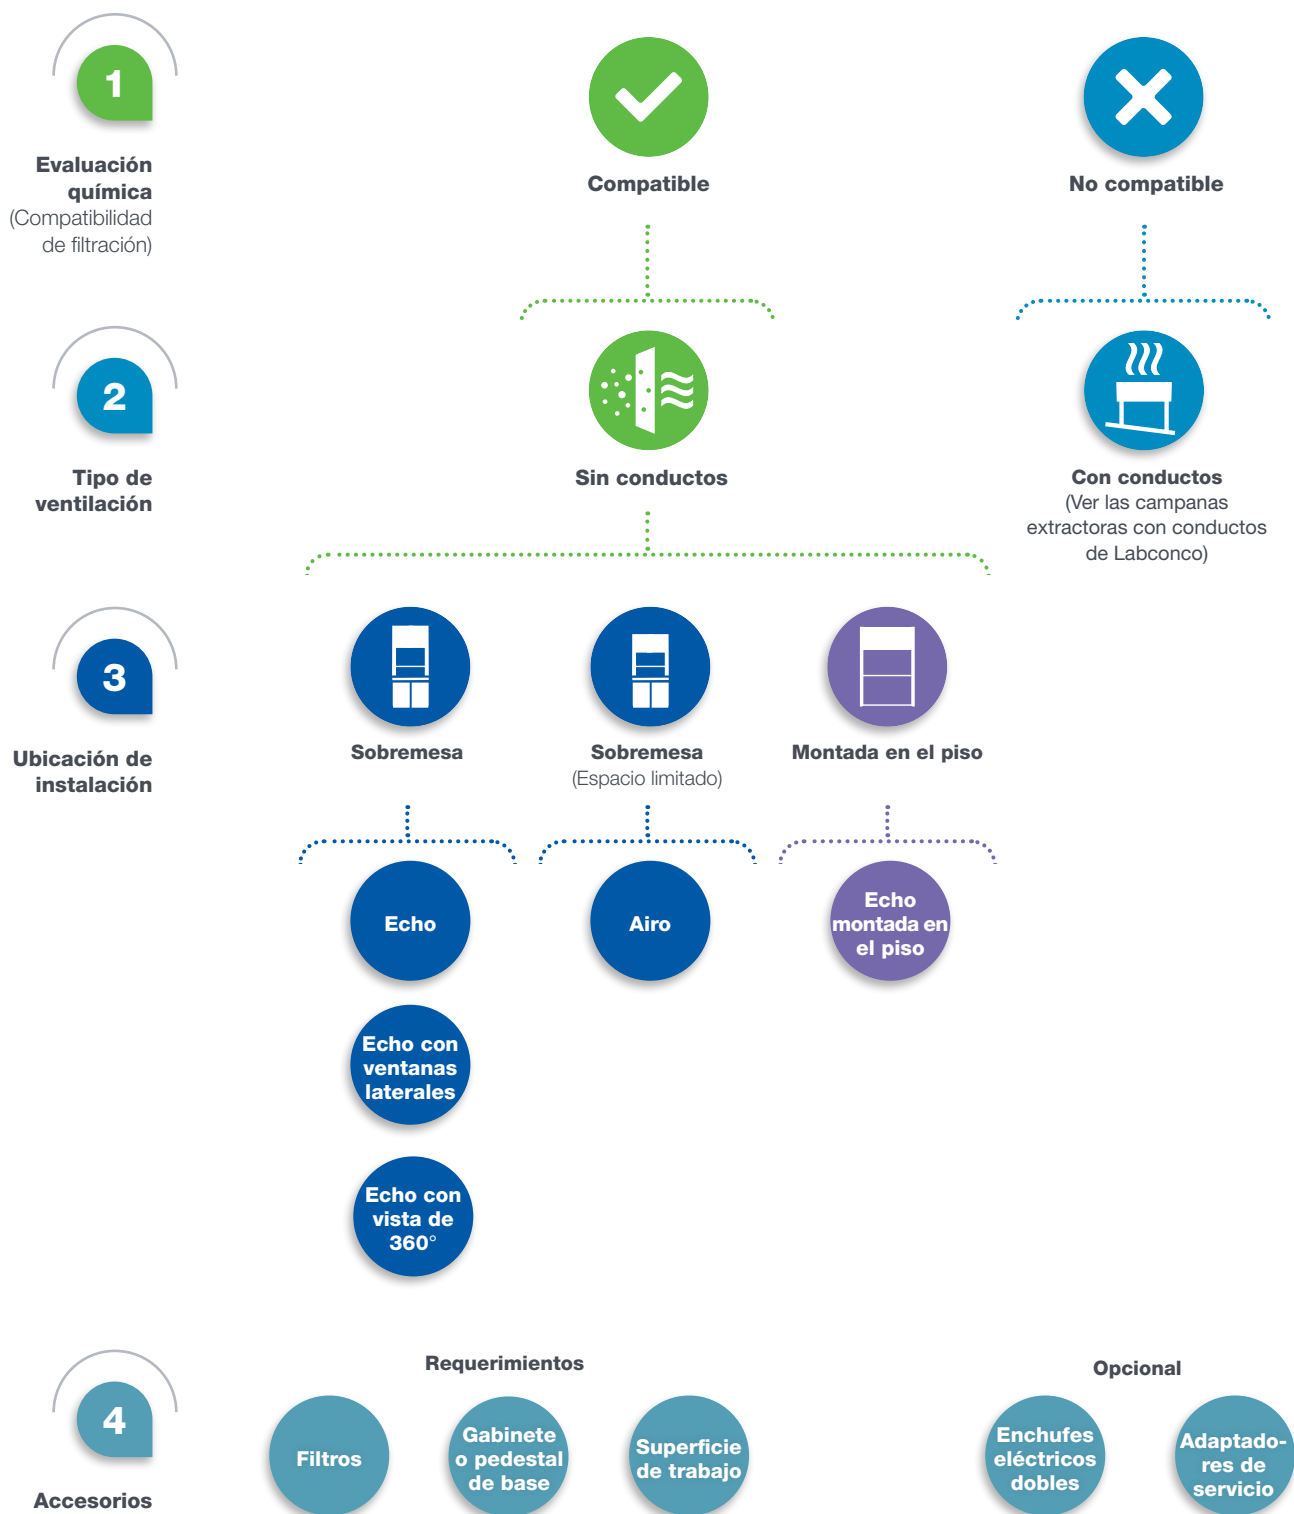 1
Evaluación
química
(Compatibilidad
de filtración)
Compatible
No compatible
2
Tipo de
ventilación
Sin conductos
Con conductos
(Ver las campanas
extractoras con conductos
de Labconco)
3
Ubicación de
instalación
Sobremesa
Sobremesa
(Espacio limitado)
Montada en el piso
Echo
Airo
Echo
montada en
el piso
Echo con
ventanas
laterales
Echo con
vista de
360°
4
Accesorios
Requerimientos
Filtros
Gabinete
o pedestal
de base
Superficie
de trabajo
Opcional
Enchufes
eléctricos
dobles
Adaptado-
res de
servicio